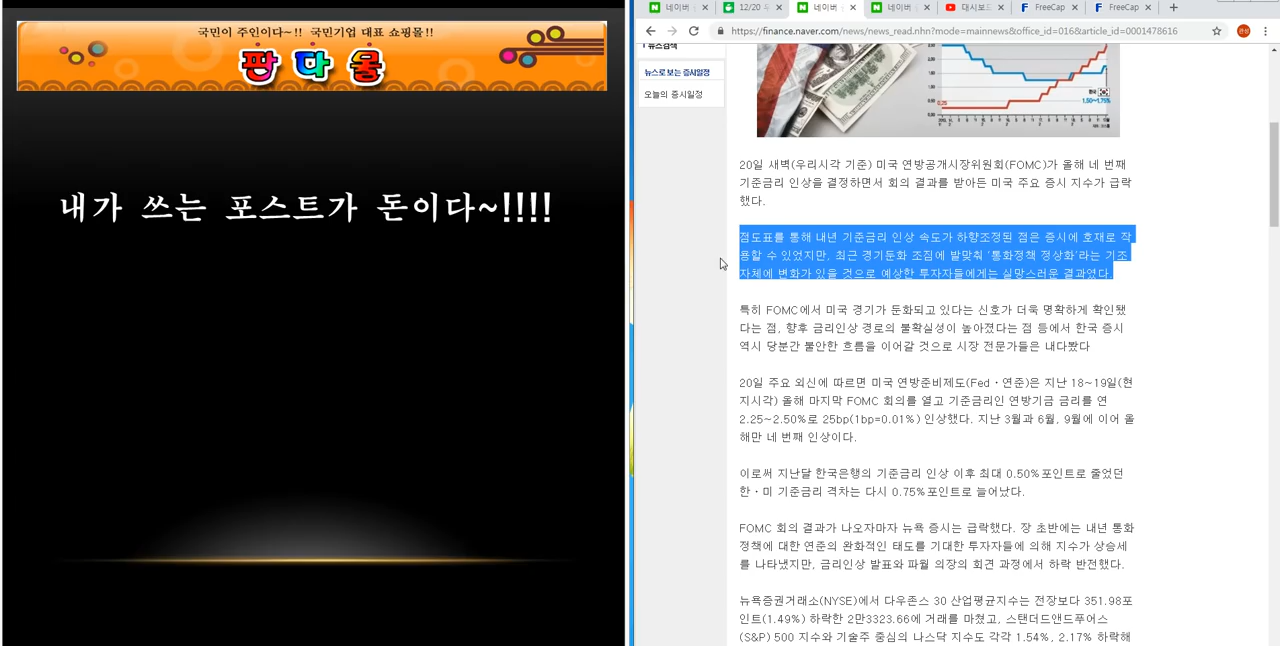 국민이 주인이다~!! 국민기업 대표 쇼핑몰!!
판다몰
내가 쓰는 포스트가 돈이다~!!!!
네이버
12/20
네이버
네이버
대시보드
FreeCap
FreeCap
https://finance.naver.com/news/news_read.nhn?mode=mainnews&office_id=016&article_id=0001478616
뉴스검색
뉴스로 보는 증시일정
오늘의 증시일정
0.25
한국
1.50~1.75%
20일 새벽(우리시각 기준) 미국 연방공개시장위원회(FOMC)가 올해 네 번째
기준금리 인상을 결정하면서 회의 결과를 받아든 미국 주요 증시 지수가 급락
했다.
점도표를 통해 내년 기준금리 인상 속도가 하향조정된 점은 증시에 호재로 작
용할 수 있었지만, 최근 경기둔화 조짐에 발맞춰 '통화정책 정상화'라는 기조
자체에 변화가 있을 것으로 예상한 투자자들에게는 실망스러운 결과였다.
특히 FOMC에서 미국 경기가 둔화되고 있다는 신호가 더욱 명확하게 확인됐
다는 점, 향후 금리인상 경로의 불확실성이 높아졌다는 점 등에서 한국 증시
역시 당분간 불안한 흐름을 이어갈 것으로 시장 전문가들은 내다봤다
20일 주요 외신에 따르면 미국 연방준비제도(Fed·연준)은 지난 18~19일(현
지시각) 올해 마지막 FOMC 회의를 열고 기준금리인 연방기금 금리를 연
2.25~2.50%로 25bp(1bp=0.01%) 인상했다. 지난 3월과 6월, 9월에 이어 올
해만 네 번째 인상이다.
이로써 지난달 한국은행의 기준금리 인상 이후 최대 0.50%포인트로 줄었던
한·미 기준금리 격차는 다시 0.75%포인트로 늘어났다.
FOMC 회의 결과가 나오자마자 뉴욕 증시는 급락했다. 장 초반에는 내년 통화
정책에 대한 연준의 완화적인 태도를 기대한 투자자들에 의해 지수가 상승세
를 나타냈지만, 금리인상 발표와 파월 의장의 회견 과정에서 하락 반전했다.
뉴욕증권거래소(NYSE)에서 다우존스 30 산업평균지수는 전장보다 351.98포
인트(1.49%) 하락한 2만3323.66에 거래를 마쳤고, 스탠더드앤드푸어스
(S&P) 500 지수와 기술주 중심의 나스닥 지수도 각각 1.54%, 2.17% 하락해